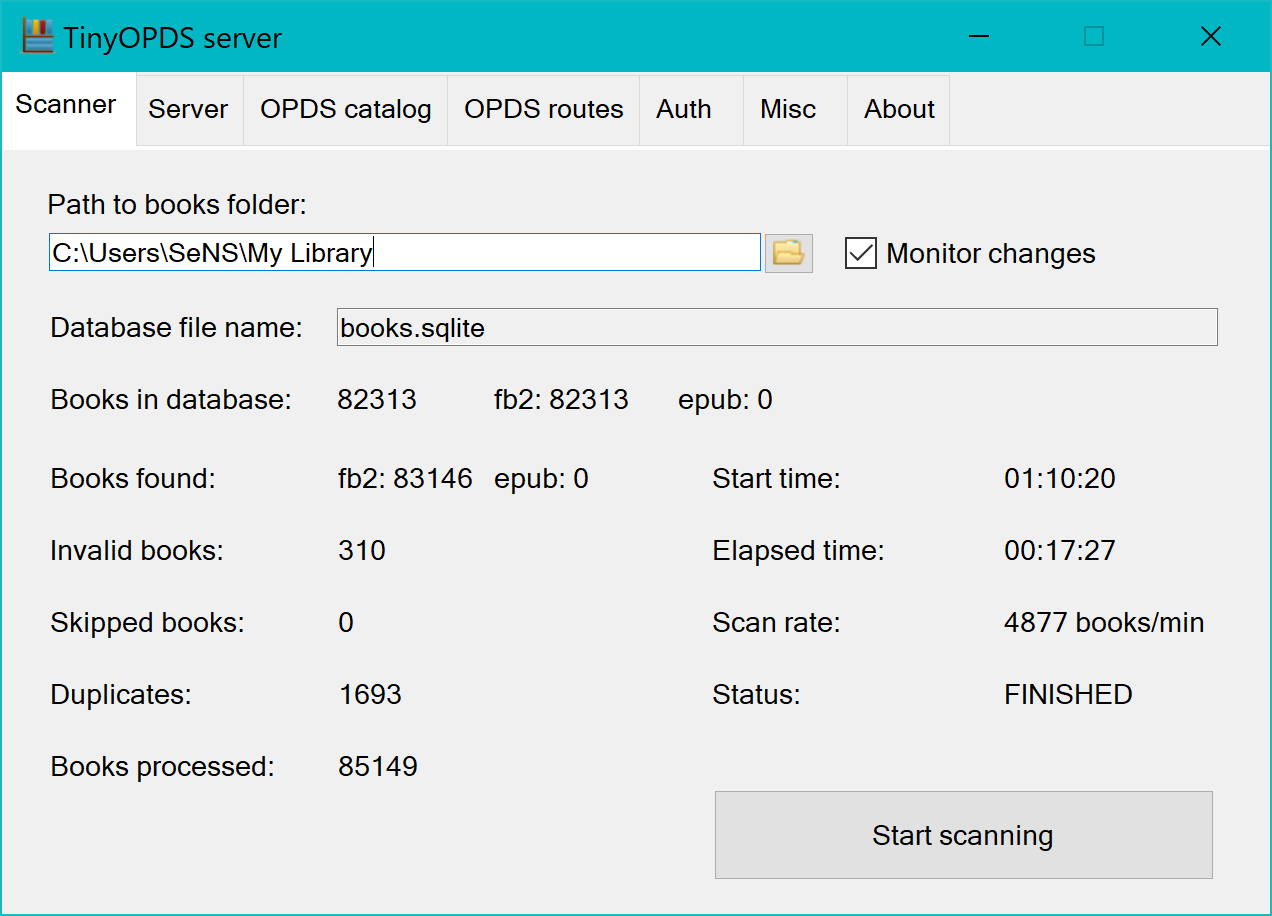 TinyOPDS server
Scanner Server OPDS catalog OPDS routes Auth Misc About
Path to books folder:
C:\Users\SeNS\My Library Monitor changes
Database file name: books.sqlite
Books in database: 82313 fb2: 82313 epub: 0
Books found: fb2: 83146 epub: 0 Start time: 01:10:20
Invalid books: 310 Elapsed time: 00:17:27
Skipped books: 0 Scan rate: 4877 books/min
Duplicates: 1693 Status: FINISHED
Books processed: 85149
Start scanning